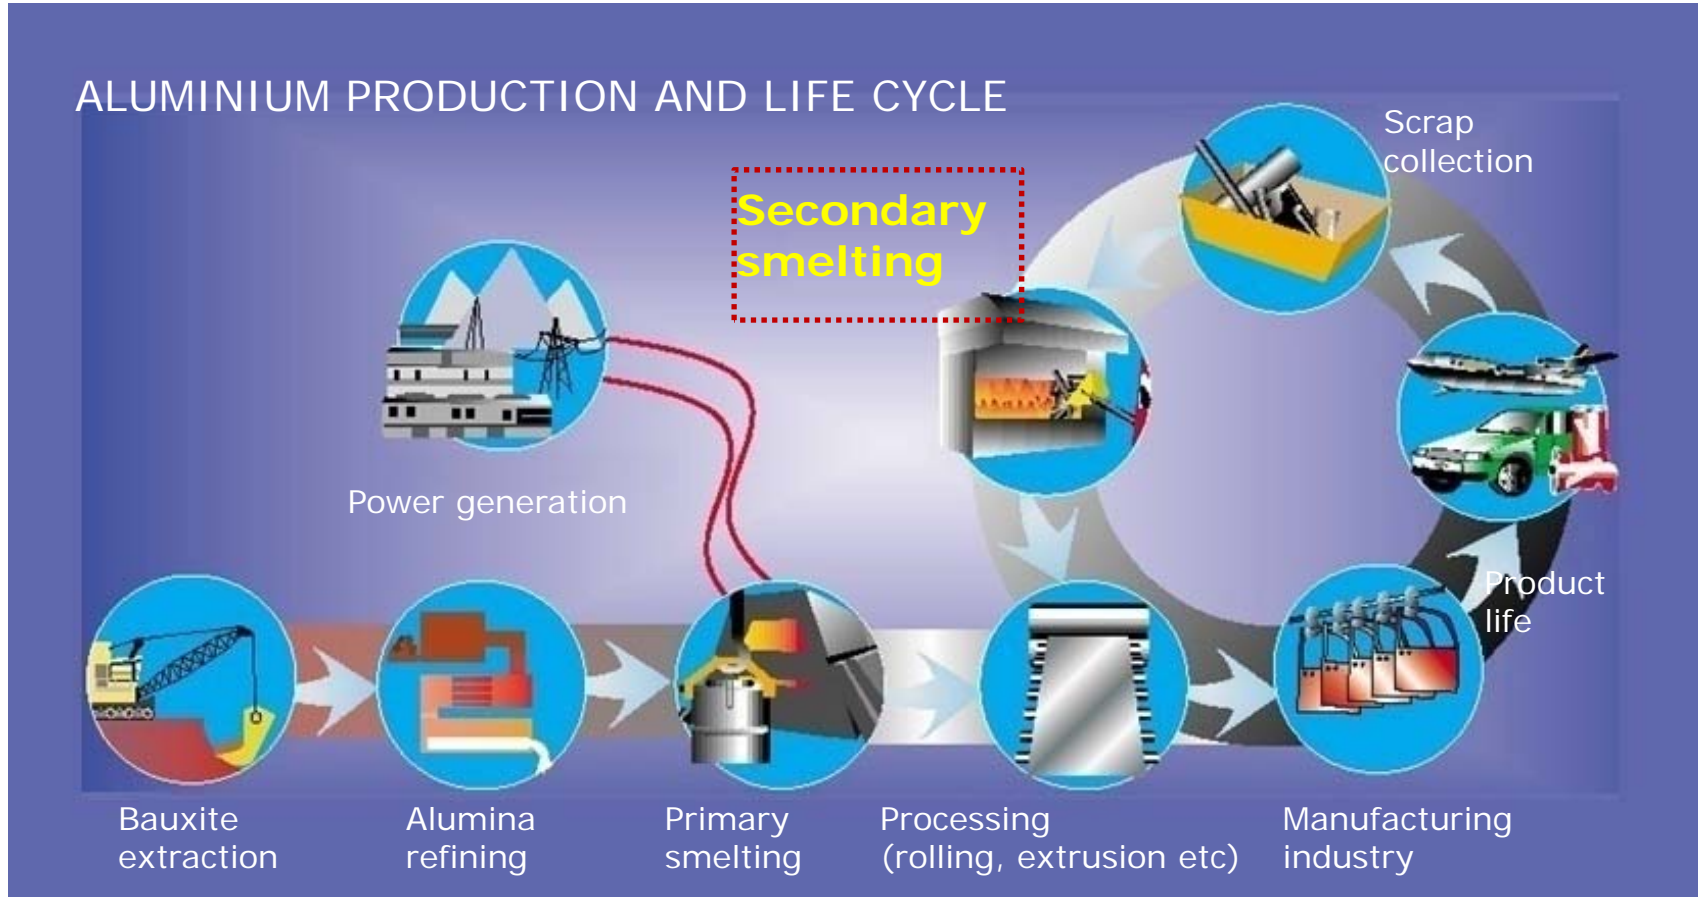 ALUMINIUM PRODUCTION AND LIFE CYCLE
Scrap
collection
Secondary
smelting
Power generation
Product
life
Bauxite
extraction
Alumina
refining
Primary
smelting
Processing
(rolling, extrusion etc)
Manufacturing
industry